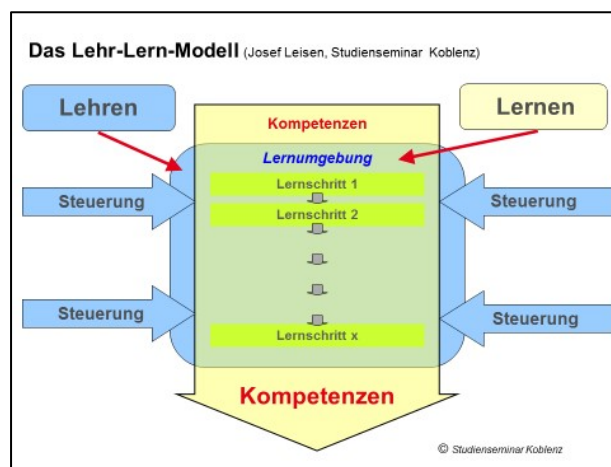 Das Lehr-Lern-Modell (Josef Leisen, Studienseminar Koblenz)
Lehren
Lernen
Kompetenzen
Lernumgebung
Lernschritt 1
Steuerung
Steuerung
Lernschritt 2
Steuerung
Steuerung
Lernschritt x
Kompetenzen
© Studienseminar Koblenz